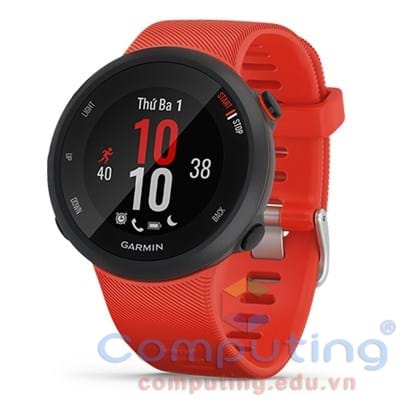 LIGHT
START
STOP
Thứ Ba 1
10
40
38
10
UP
DOWN
BACK
GARMIN
Computing®
computing.edu.vn